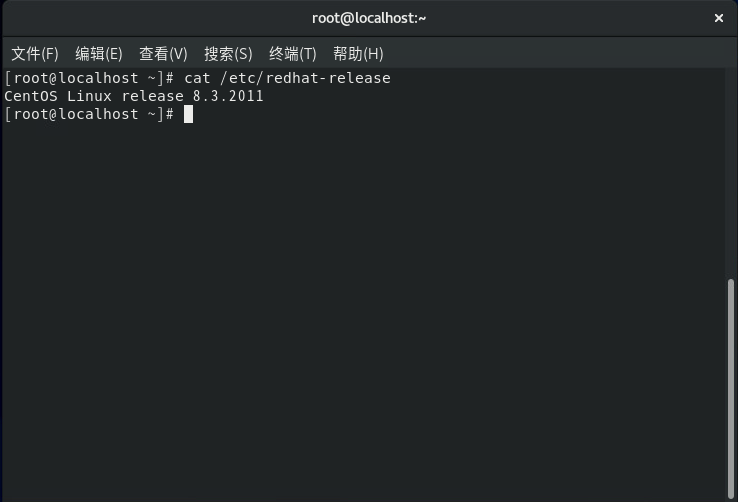 root@localhost:~ ×
文件(F) 编辑(E) 查看(V) 搜索(S) 终端(T) 帮助(H)
[root@localhost ~]# cat /etc/redhat-release
CentOS Linux release 8.3.2011
[root@localhost ~]#